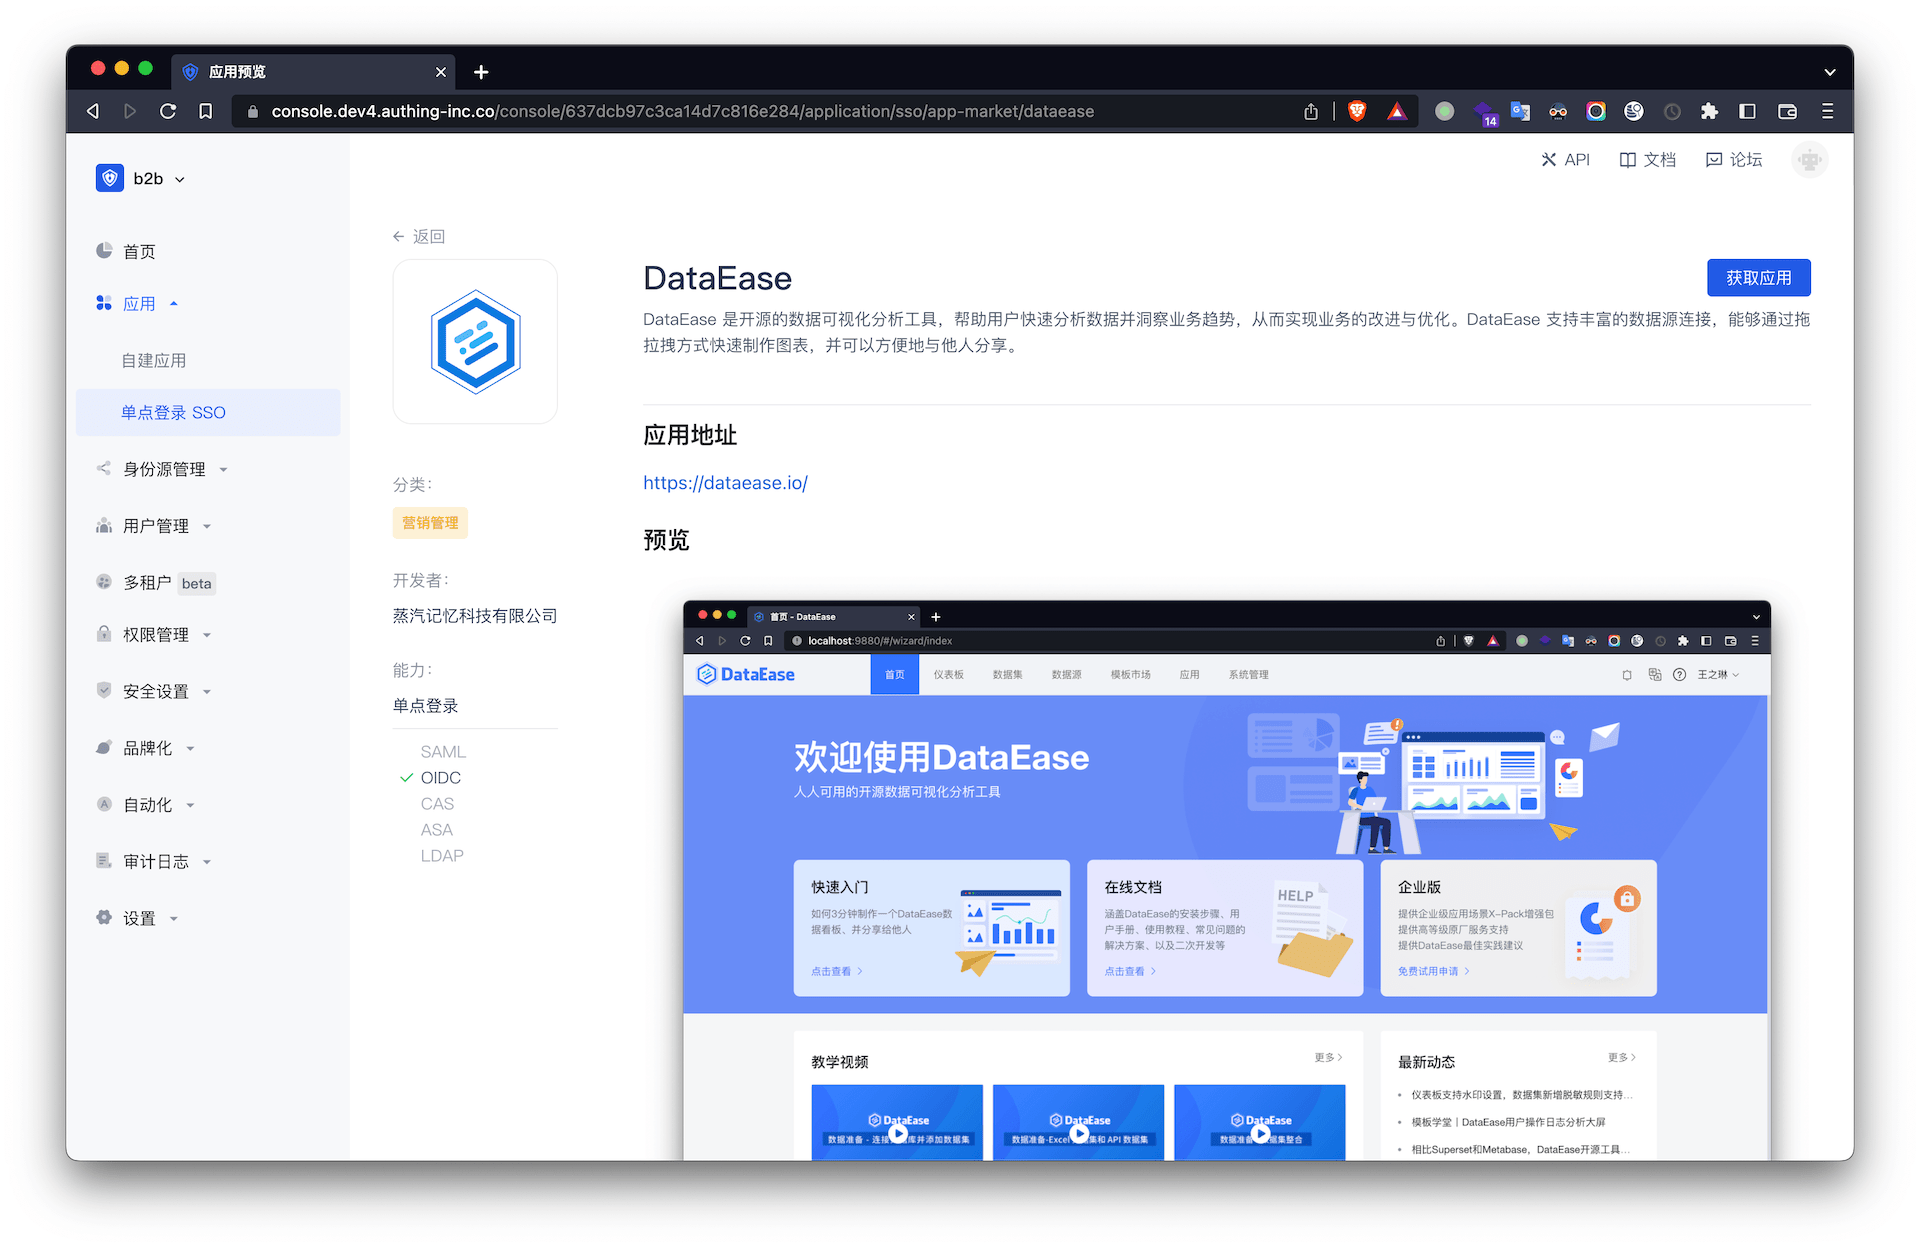 应用预览
console.dev4.authing-inc.co/console/637dcb97c3ca14d7c816e284/application/sso/app-market/dataease
14
b2b
API
文档
论坛
首页
应用
自建应用
单点登录 SSO
身份源管理
用户管理
多租户 beta
权限管理
安全设置
品牌化
自动化
审计日志
设置
返回
分类：
营销管理
开发者：
蒸汽记忆科技有限公司
能力：
单点登录
SAML
OIDC
CAS
ASA
LDAP
DataEase
获取应用
DataEase 是开源的数据可视化分析工具，帮助用户快速分析数据并洞察业务趋势，从而实现业务的改进与优化。DataEase 支持丰富的数据源连接，能够通过拖
拉拽方式快速制作图表，并可以方便地与他人分享。
应用地址
https://dataease.io/
预览
首页 - DataEase
localhost:9880/#/wizard/index
DataEase
首页
仪表板
数据集
数据源
模板市场
应用
系统管理
王之琳
欢迎使用DataEase
人人可用的开源数据可视化分析工具
快速入门
如何3分钟制作一个DataEase数
据看板、并分享给他人
点击查看
在线文档
涵盖DataEase的安装步骤、用
户手册、使用教程、常见问题的
解决方案、以及二次开发等
点击查看
HELP
企业版
提供企业级应用场景X-Pack增强包
提供高等级原厂服务支持
提供DataEase最佳实践建议
免费试用申请
教学视频
更多
DataEase
数据准备 - 连接 库并添加数据集
DataEase
数据准备-Excel 集和 API 数据集
DataEase
数据准备 据集整合
最新动态
更多
仪表板支持水印设置，数据集新增脱敏规则支持...
模板学堂丨DataEase用户操作日志分析大屏
相比Superset和Metabase，DataEase开源工具...